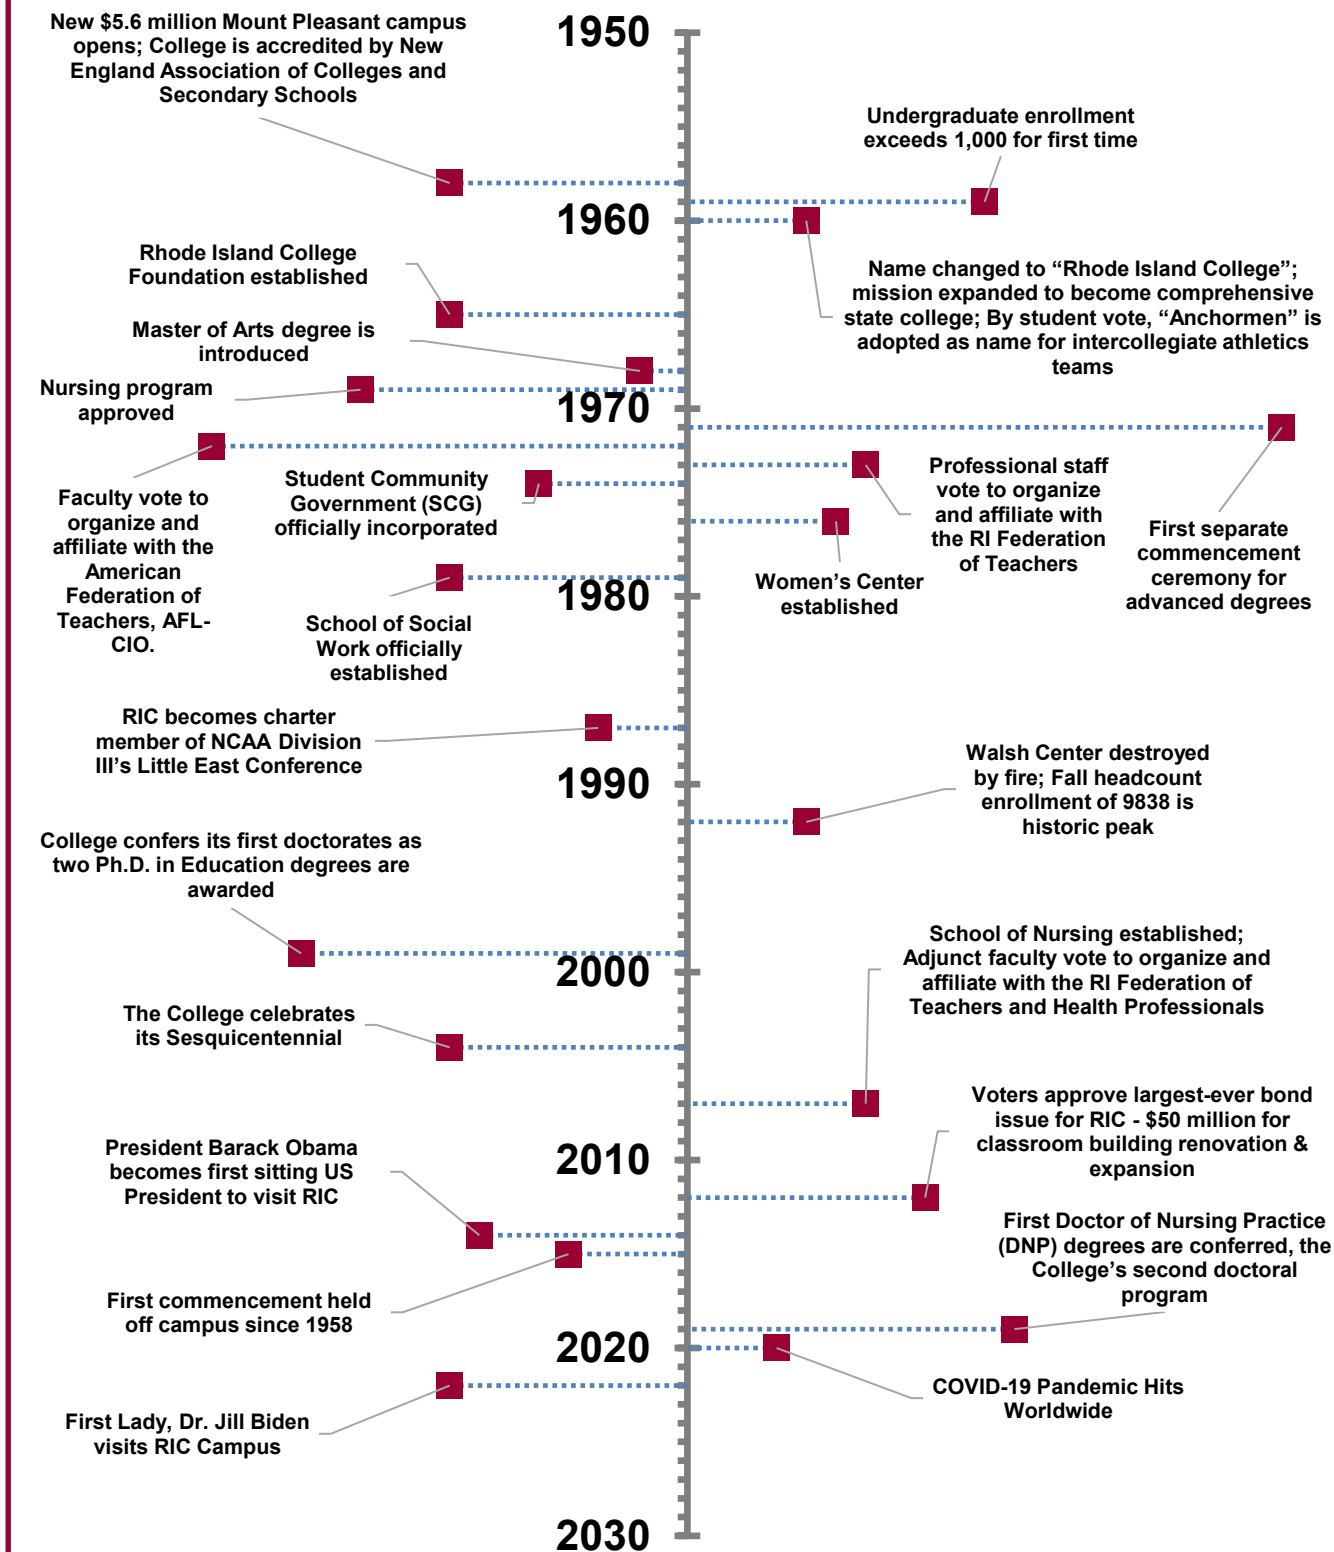 New $5.6 million Mount Pleasant campus
opens; College is accredited by New
England Association of Colleges and
Secondary Schools
1950
Undergraduate enrollment
exceeds 1,000 for first time
1960
Rhode Island College
Foundation established
Name changed to “Rhode Island College”;
mission expanded to become comprehensive
state college; By student vote, “Anchormen” is
adopted as name for intercollegiate athletics
teams
Master of Arts degree is
introduced
Nursing program
approved
1970
Faculty vote to
organize and
affiliate with the
American
Federation of
Teachers, AFL-
CIO.
Student Community
Government (SCG)
officially incorporated
Professional staff
vote to organize
and affiliate with
the RI Federation
of Teachers
First separate
commencement
ceremony for
advanced degrees
Women’s Center
established
1980
School of Social
Work officially
established
RIC becomes charter
member of NCAA Division
III’s Little East Conference
1990
Walsh Center destroyed
by fire; Fall headcount
enrollment of 9838 is
historic peak
College confers its first doctorates as
two Ph.D. in Education degrees are
awarded
2000
School of Nursing established;
Adjunct faculty vote to organize and
affiliate with the RI Federation of
Teachers and Health Professionals
The College celebrates
its Sesquicentennial
Voters approve largest-ever bond
issue for RIC - $50 million for
classroom building renovation &
expansion
2010
President Barack Obama
becomes first sitting US
President to visit RIC
First Doctor of Nursing Practice
(DNP) degrees are conferred, the
College’s second doctoral
program
First commencement held
off campus since 1958
2020
COVID-19 Pandemic Hits
Worldwide
First Lady, Dr. Jill Biden
visits RIC Campus
2030